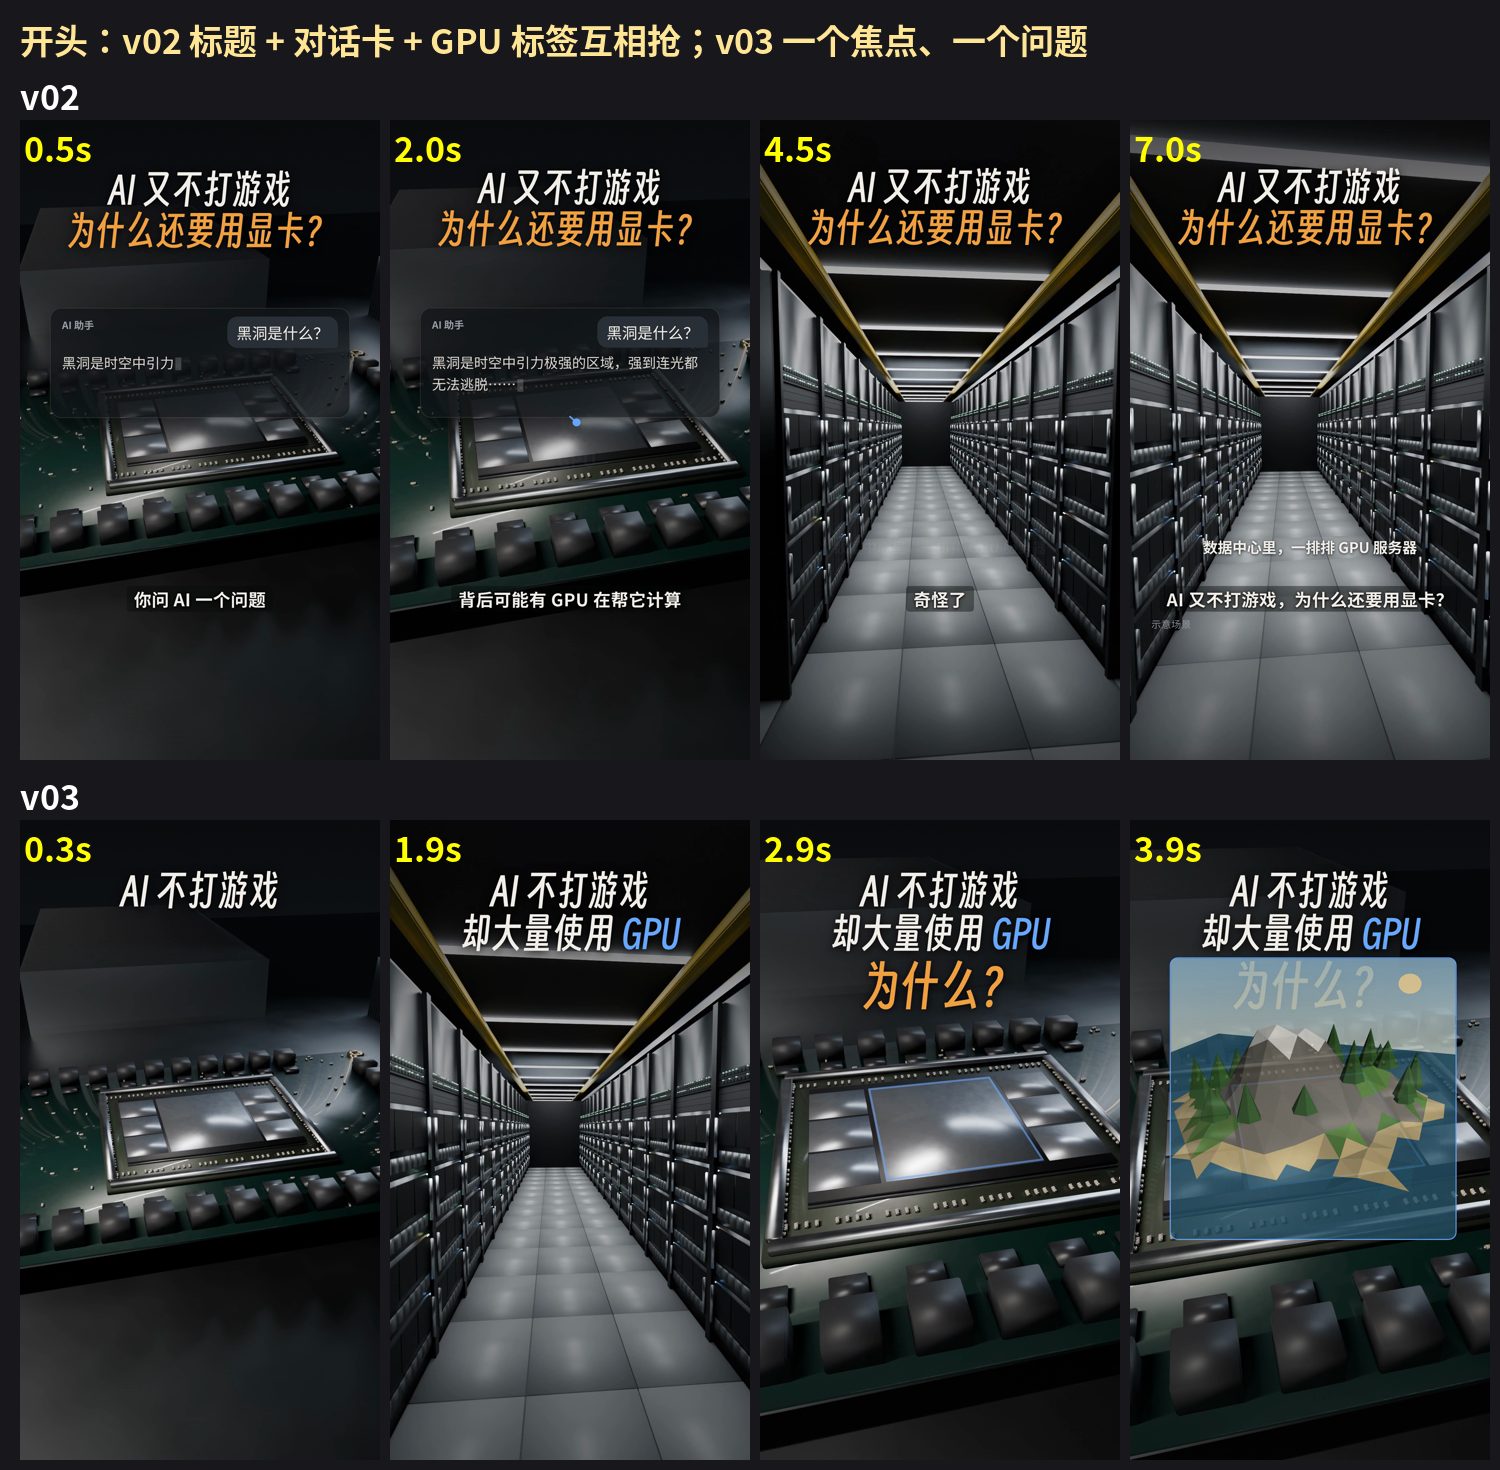 开头：v02 标题 + 对话卡 + GPU 标签互相抢；v03 一个焦点、一个问题
v02
0.5s
AI 又不打游戏
为什么还要用显卡？
AI 助手
黑洞是什么？
黑洞是时空中引力
你问 AI 一个问题
2.0s
AI 又不打游戏
为什么还要用显卡？
AI 助手
黑洞是什么？
黑洞是时空中引力极强的区域，强到连光都
无法逃脱……
背后可能有 GPU 在帮它计算
4.5s
AI 又不打游戏
为什么还要用显卡？
奇怪了
7.0s
AI 又不打游戏
为什么还要用显卡？
数据中心里，一排排 GPU 服务器
AI 又不打游戏，为什么还要用显卡？
示意场景
v03
0.3s
AI 不打游戏
1.9s
AI 不打游戏
却大量使用 GPU
2.9s
AI 不打游戏
却大量使用 GPU
为什么？
3.9s
AI 不打游戏
却大量使用 GPU
为什么？